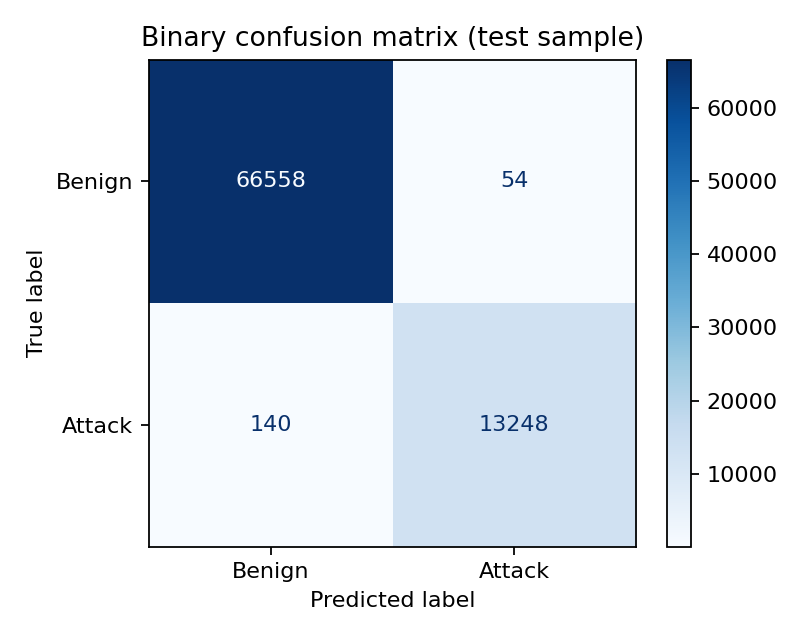 Binary confusion matrix (test sample)
True label
Benign
Attack
66558
54
140
13248
Benign
Attack
Predicted label
60000
50000
40000
30000
20000
10000